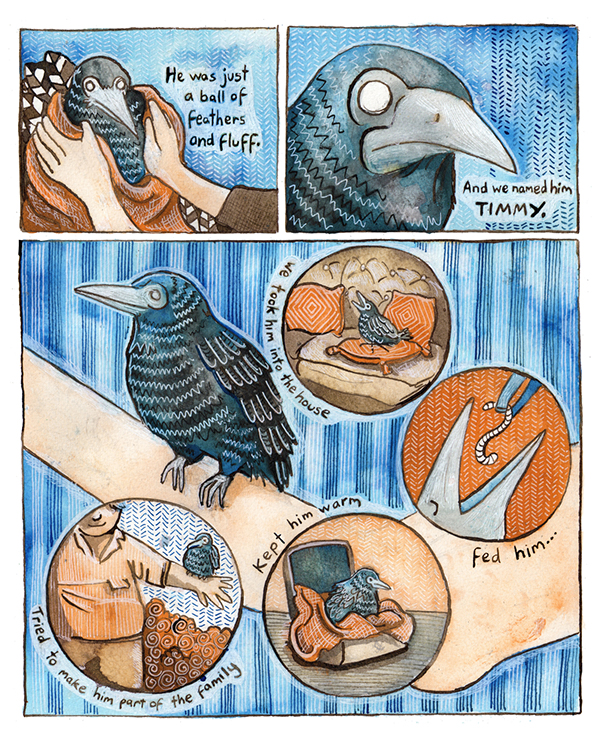 He was just
a ball of
feathers
and fluff.
And we named him
TIMMY.
We took him into the house
Fed him...
Kept him warm
Tried to make him part of the family